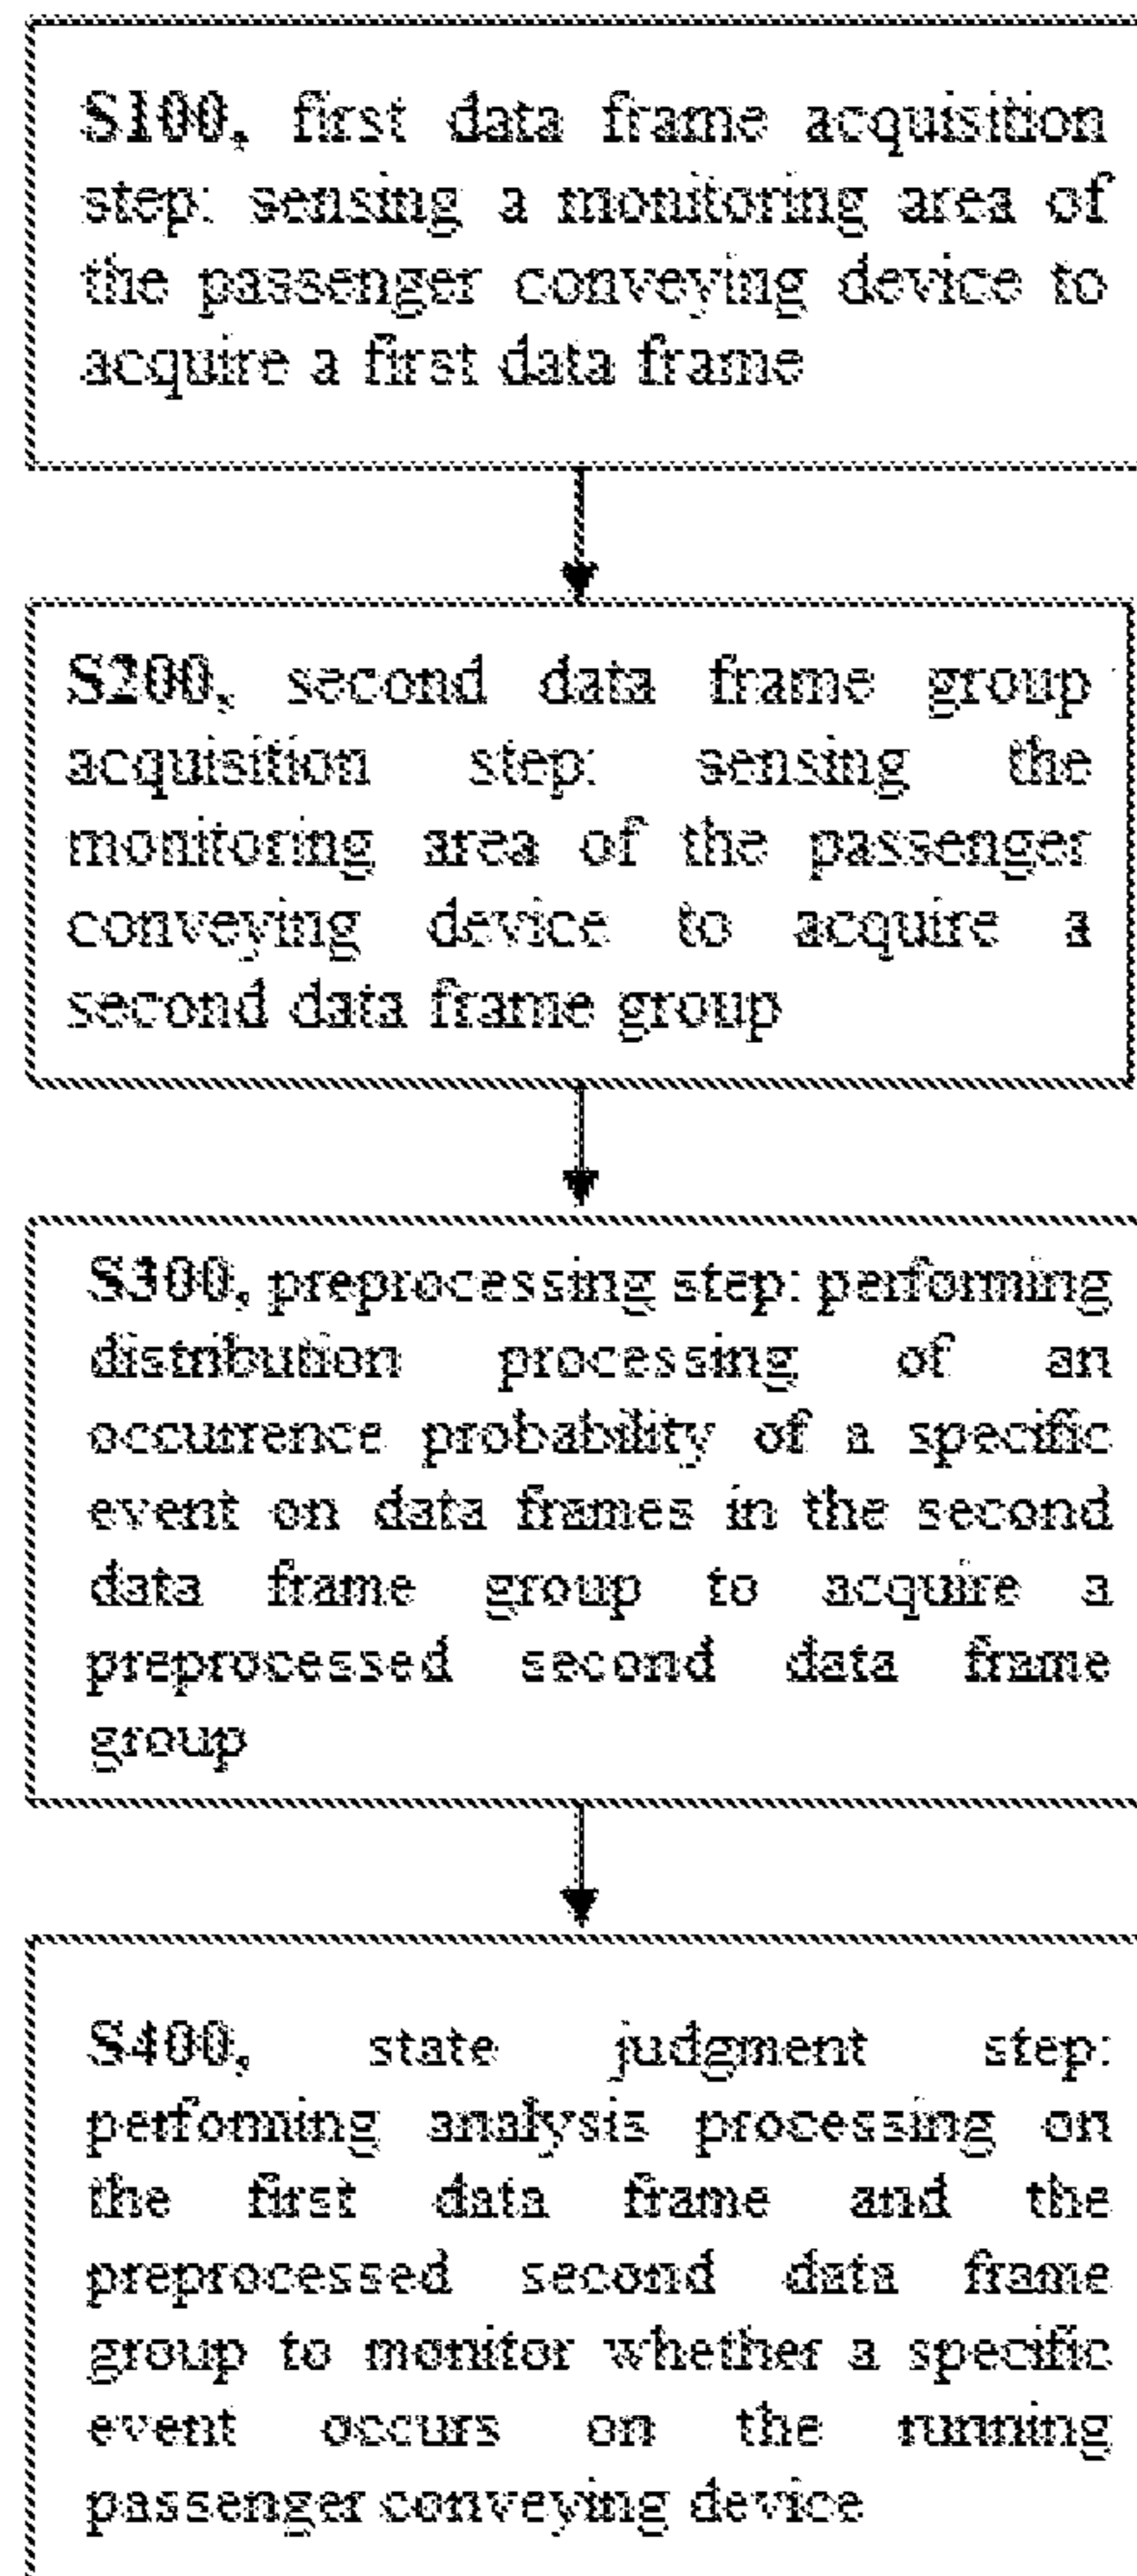 S100, first data frame acquisition
step: sensing a monitoring area of
the passenger conveying device to
acquire a first data frame
S200, second data frame group
acquisition step: sensing the
monitoring area of the passenger
conveying device to acquire a
second data frame group
S300, preprocessing step: performing
distribution processing of an
occurrence probability of a specific
event on data frames in the second
data frame group to acquire a
preprocessed second data frame
group
S400, state judgment step:
performing analysis processing on
the first data frame and the
preprocessed second data frame
group to monitor whether a specific
event occurs on the running
passenger conveying device